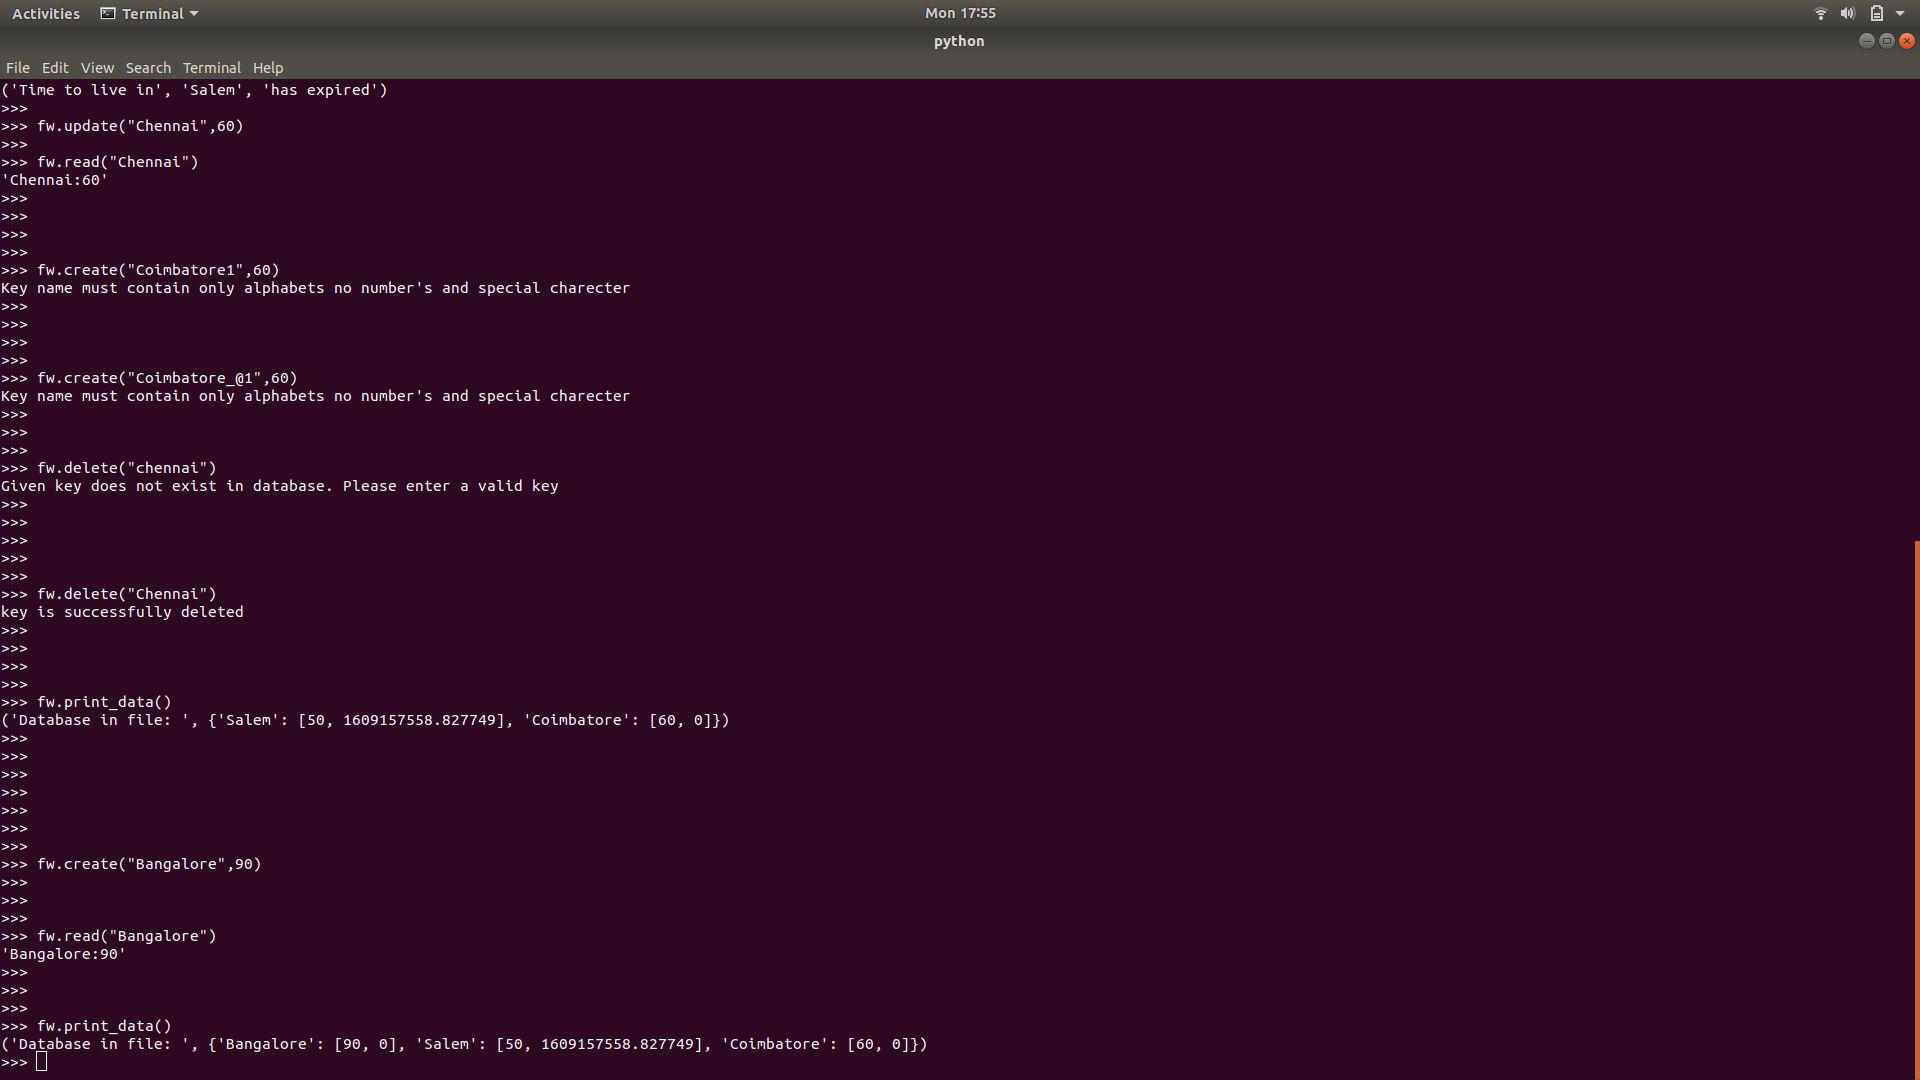 Activities Terminal Mon 17:55
python
File Edit View Search Terminal Help
('Time to live in', 'Salem', 'has expired')
>>>
>>> fw.update("Chennai",60)
>>>
>>> fw.read("Chennai")
'Chennai:60'
>>>
>>>
>>>
>>>
>>> fw.create("Coimbatore1",60)
Key name must contain only alphabets no number's and special charecter
>>>
>>>
>>>
>>>
>>> fw.create("Coimbatore_@1",60)
Key name must contain only alphabets no number's and special charecter
>>>
>>>
>>>
>>> fw.delete("chennai")
Given key does not exist in database. Please enter a valid key
>>>
>>>
>>>
>>>
>>>
>>> fw.delete("Chennai")
key is successfully deleted
>>>
>>>
>>>
>>>
>>> fw.print_data()
('Database in file: ', {'Salem': [50, 1609157558.827749], 'Coimbatore': [60, 0]})
>>>
>>>
>>>
>>>
>>>
>>>
>>>
>>> fw.create("Bangalore",90)
>>>
>>>
>>>
>>> fw.read("Bangalore")
'Bangalore:90'
>>>
>>>
>>>
>>> fw.print_data()
('Database in file: ', {'Bangalore': [90, 0], 'Salem': [50, 1609157558.827749], 'Coimbatore': [60, 0]})
>>>